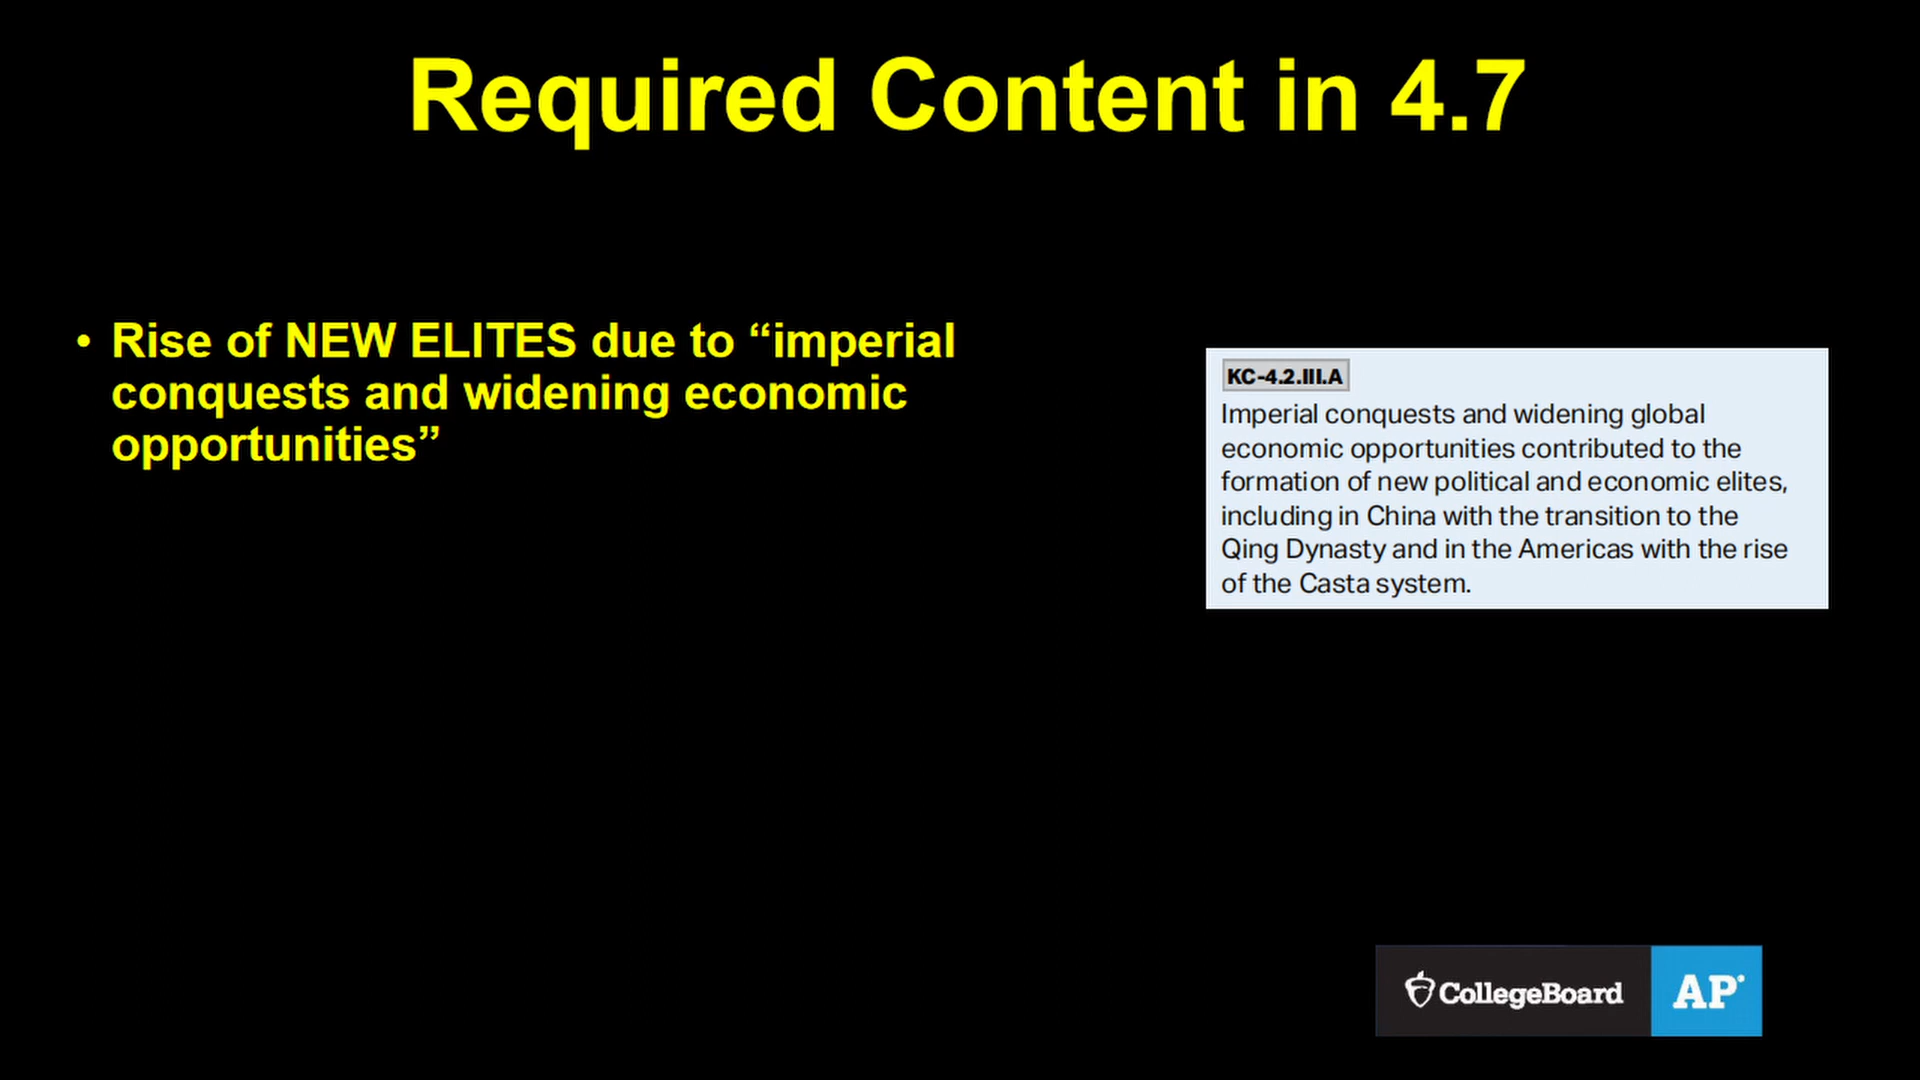 Required Content in 4.7
• Rise of NEW ELITES due to “imperial
conquests and widening economic
opportunities”
KC-4.2.III.A
Imperial conquests and widening global
economic opportunities contributed to the
formation of new political and economic elites,
including in China with the transition to the
Qing Dynasty and in the Americas with the rise
of the Casta system.
CollegeBoard
AP